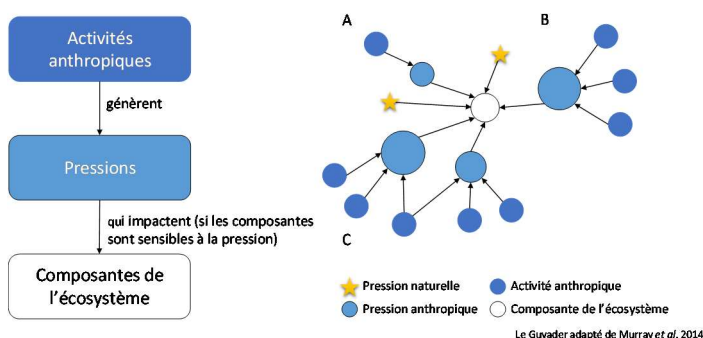 Activités
anthropiques
génèrent
Pressions
qui impactent (si les composantes
sont sensibles à la pression)
Composantes de
l'écosystème
A
B
C
Pression naturelle
Activité anthropique
Pression anthropique
Composante de l'écosystème
Le Guyader adapté de Murray et al. 2014